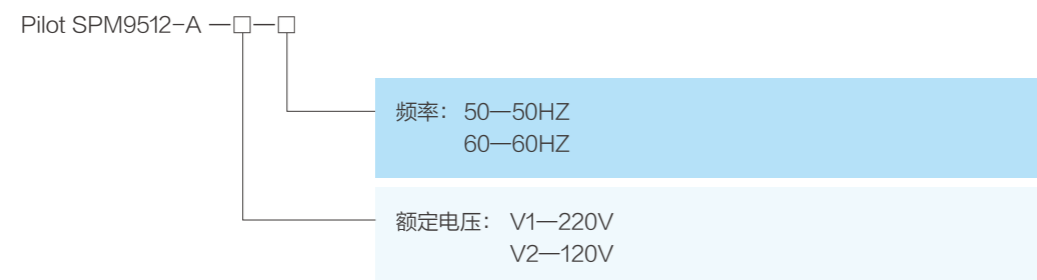 Pilot SPM9512-A —□—□
频率： 50—50HZ
60—60HZ
额定电压： V1—220V
V2—120V